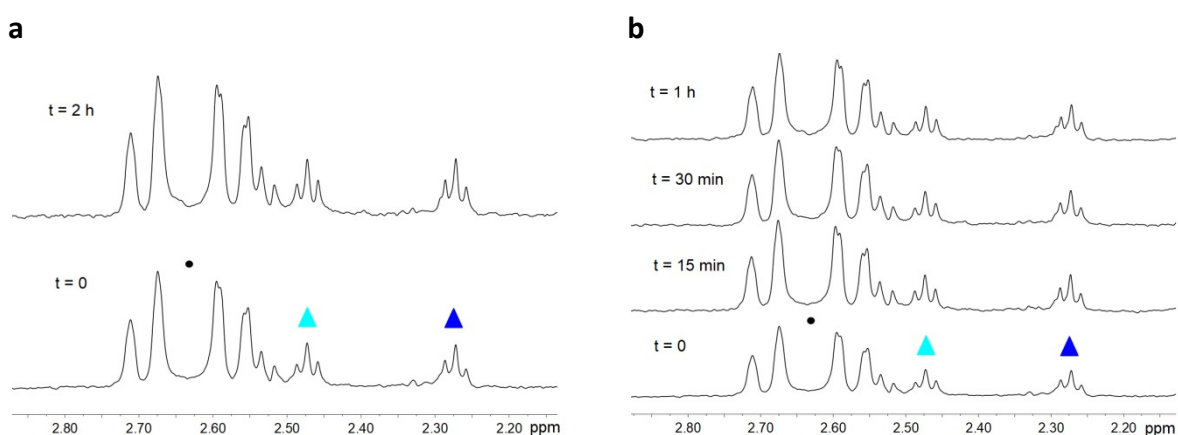 a
t = 2 h
t = 0
2.80 2.70 2.60 2.50 2.40 2.30 2.20 ppm
b
t = 1 h
t = 30 min
t = 15 min
t = 0
2.80 2.70 2.60 2.50 2.40 2.30 2.20 ppm